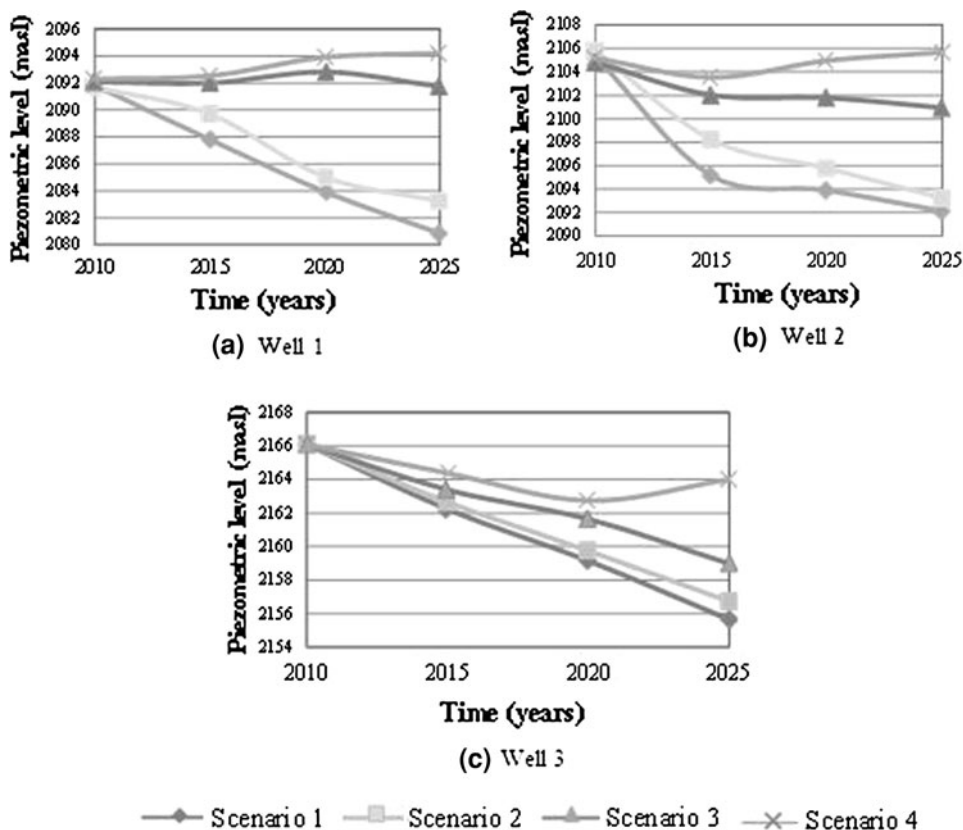 Piezometric level (masl)
2096
2094
2092
2090
2088
2086
2084
2082
2080
2010 2015 2020 2025
Time (years)
(a) Well 1
Piezometric level (masl)
2108
2106
2104
2102
2100
2098
2096
2094
2092
2090
2010 2015 2020 2025
Time (years)
(b) Well 2
Piezometric level (masl)
2168
2166
2164
2162
2160
2158
2156
2154
2010 2015 2020 2025
Time (years)
(c) Well 3
Scenario 1 Scenario 2 Scenario 3 Scenario 4